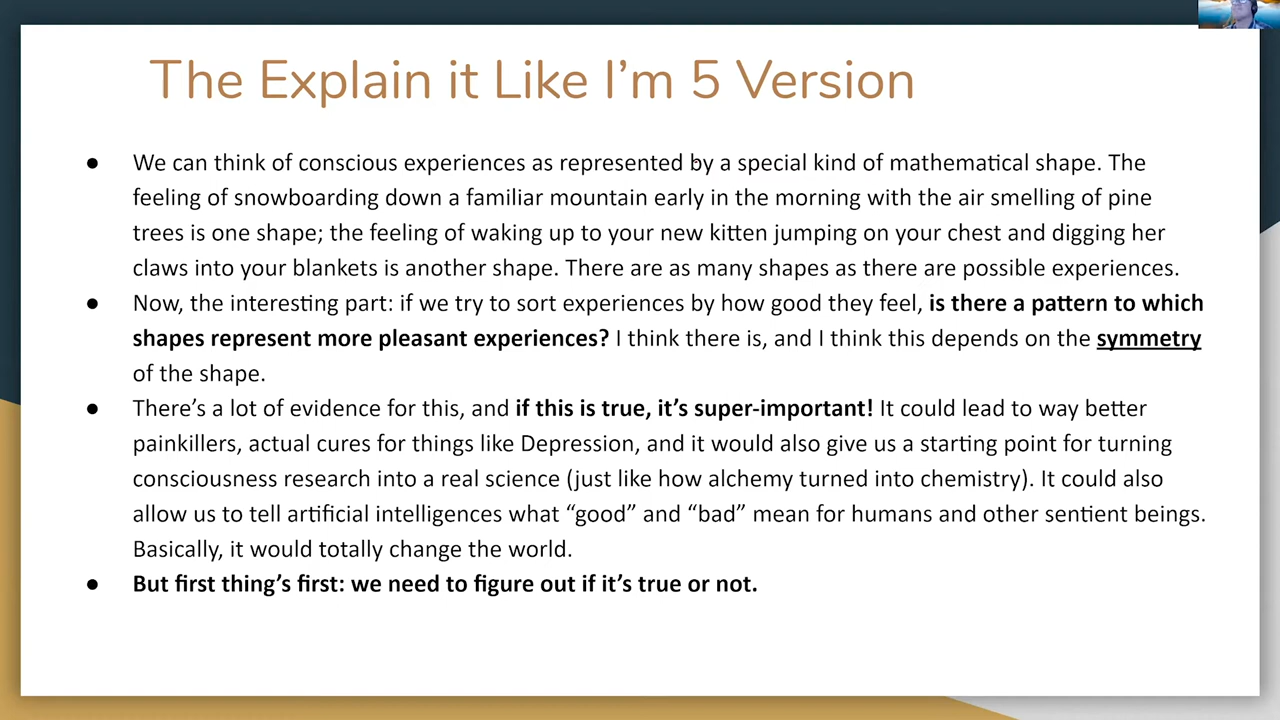 The Explain it Like I’m 5 Version
● We can think of conscious experiences as represented by a special kind of mathematical shape. The
feeling of snowboarding down a familiar mountain early in the morning with the air smelling of pine
trees is one shape; the feeling of waking up to your new kitten jumping on your chest and digging her
claws into your blankets is another shape. There are as many shapes as there are possible experiences.
● Now, the interesting part: if we try to sort experiences by how good they feel, is there a pattern to which
shapes represent more pleasant experiences? I think there is, and I think this depends on the symmetry
of the shape.
● There’s a lot of evidence for this, and if this is true, it’s super-important! It could lead to way better
painkillers, actual cures for things like Depression, and it would also give us a starting point for turning
consciousness research into a real science (just like how alchemy turned into chemistry). It could also
allow us to tell artificial intelligences what “good” and “bad” mean for humans and other sentient beings.
Basically, it would totally change the world.
● But first thing’s first: we need to figure out if it’s true or not.